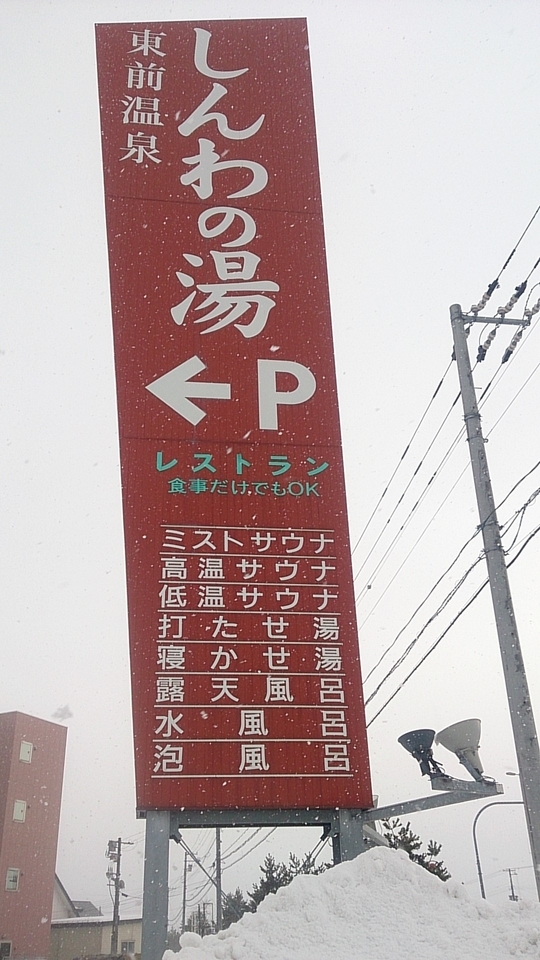 東前温泉
しんわの湯
←P
レストラン
食事だけでもOK
ミストサウナ
高温サヴナ
低温サウナ
打たせ湯
寝かせ湯
露天風呂
水風呂
泡風呂